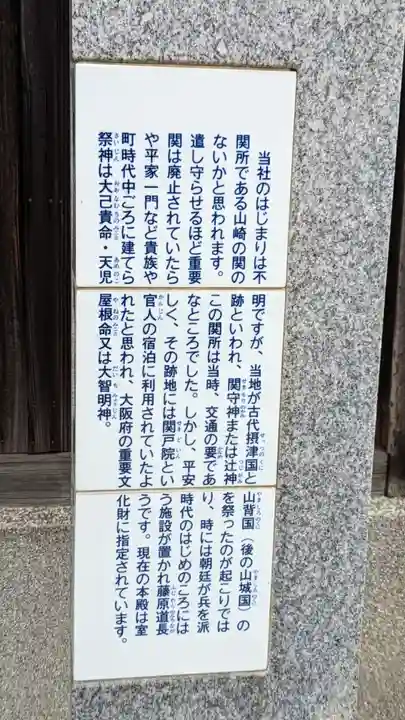 当社のはじまりは不明ですが、当地が古代摂津国と山背国（後の山城国）の
関所である山崎の関の跡といわれ、関守神または辻神を祭ったのが起こりでは
ないかと思われます。この関所は当時、交通の要であり、時には朝廷が兵を派
遣し守らせるほど重要なところでした。しかし、平安時代のはじめのころには
関は廃止されていたらしく、その跡地には関戸院という施設が置かれ藤原道長
や平家一門など貴族や官人の宿泊に利用されていたようです。現在の本殿は室
町時代中ごろに建てられたと思われ、大阪府の重要文化財に指定されています。
祭神は大己貴命・天児屋根命又は大智明神。